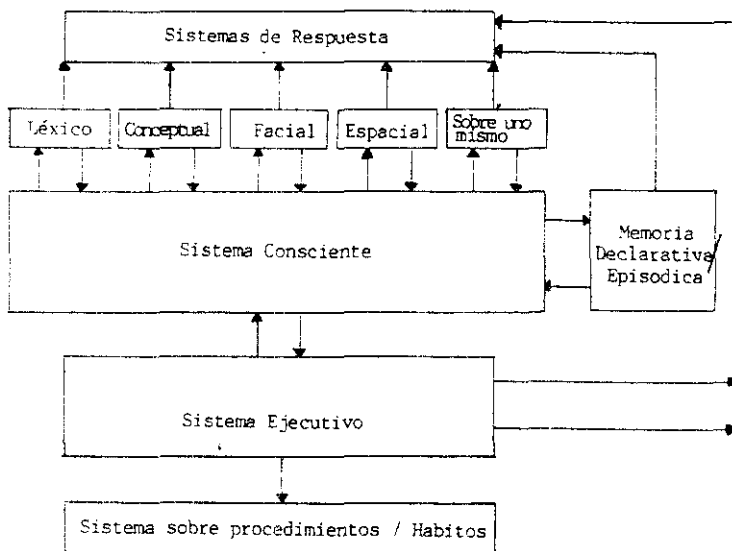 Sistemas de Respuesta
Léxico
Conceptual
Facial
Espacial
Sobre uno
mismo
Sistema Consciente
Memoria
Declarativa/
Episodica
Sistema Ejecutivo
Sistema sobre procedimientos / Habitos